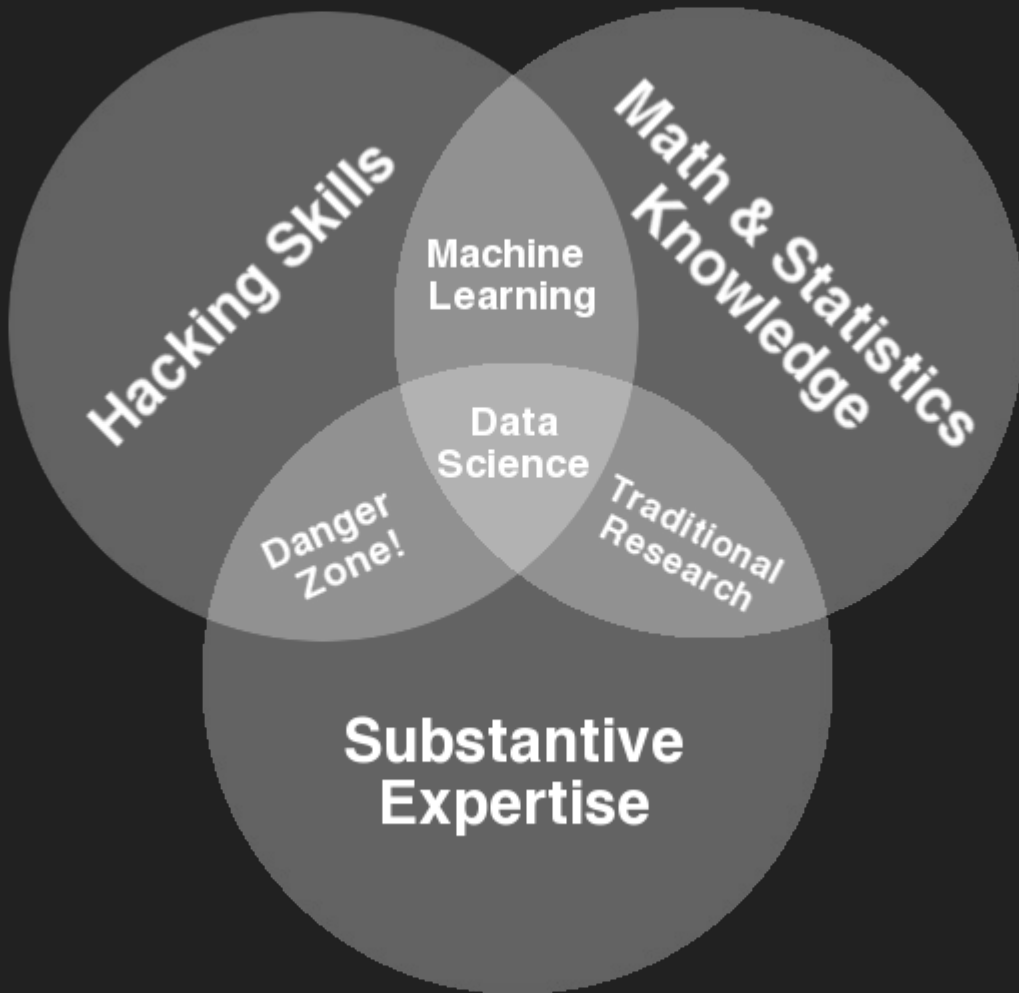 Hacking Skills
Math & Statistics
Knowledge
Machine
Learning
Data
Science
Danger
Zone!
Traditional
Research
Substantive
Expertise